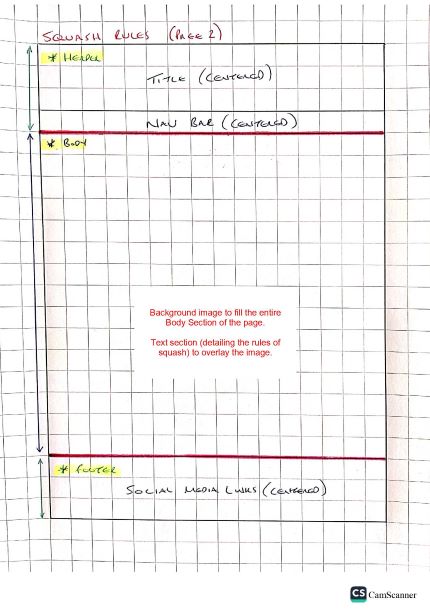 SQUASH RULES (PAGE 2)
* HEADER
TITLE (CENTERED)
NAV BAR (CENTERED)
* BODY
Background image to fill the entire
Body Section of the page.
Text section (detailing the rules of
squash) to overlay the image.
* FOOTER
SOCIAL MEDIA LINKS (CENTERED)
CS CamScanner